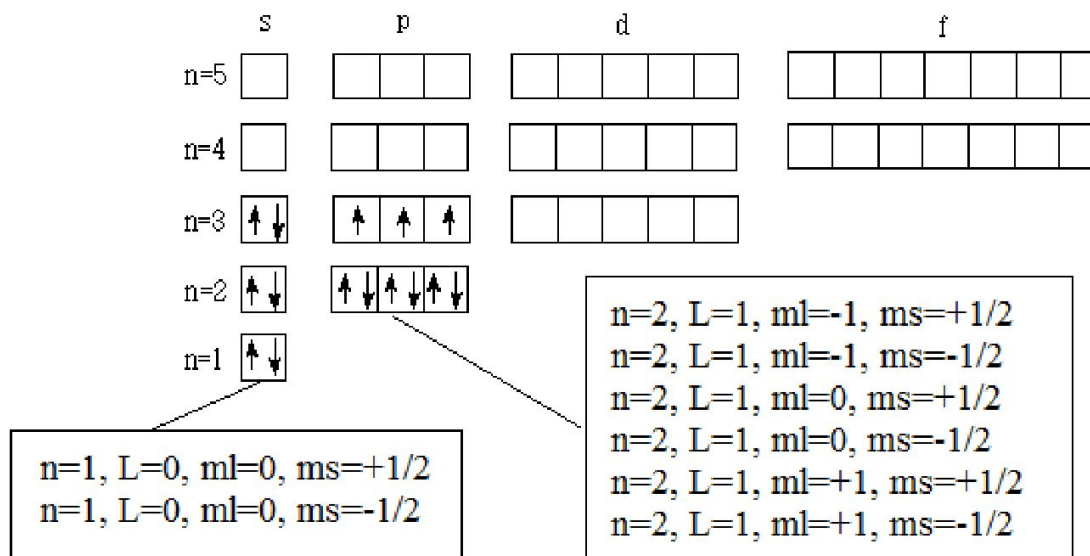 s p d f
n=5
n=4
n=3
n=2
n=1
n=2, L=1, ml=-1, ms=+1/2
n=2, L=1, ml=-1, ms=-1/2
n=2, L=1, ml=0, ms=+1/2
n=2, L=1, ml=0, ms=-1/2
n=2, L=1, ml=+1, ms=+1/2
n=2, L=1, ml=+1, ms=-1/2
n=1, L=0, ml=0, ms=+1/2
n=1, L=0, ml=0, ms=-1/2